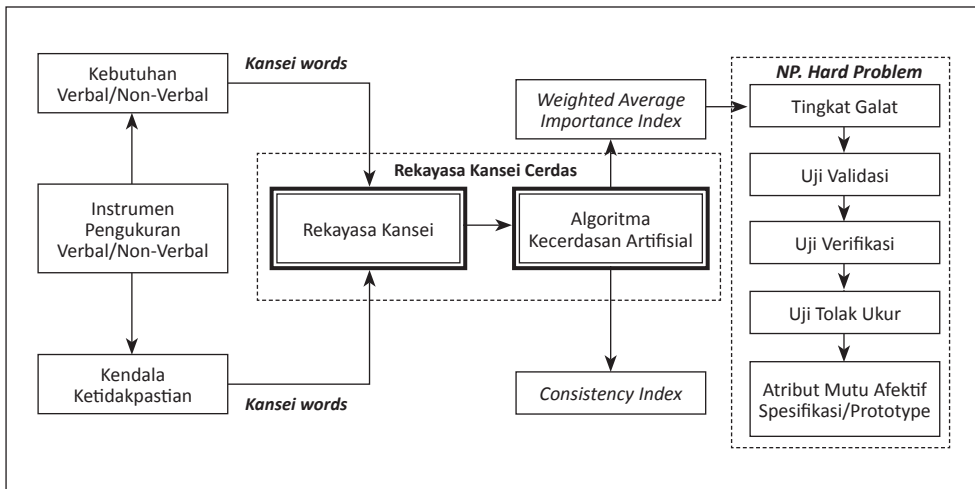 Kebutuhan
Verbal/Non-Verbal
Kansei words
Instrumen
Pengukuran
Verbal/Non-Verbal
Kendala
Ketidakpastian
Kansei words
Rekayasa Kansei Cerdas
Rekayasa Kansei
Algoritma
Kecerdasan Artifisial
Weighted Average
Importance Index
Consistency Index
NP. Hard Problem
Tingkat Galat
Uji Validasi
Uji Verifikasi
Uji Tolak Ukur
Atribut Mutu Afektif
Spesifikasi/Prototype